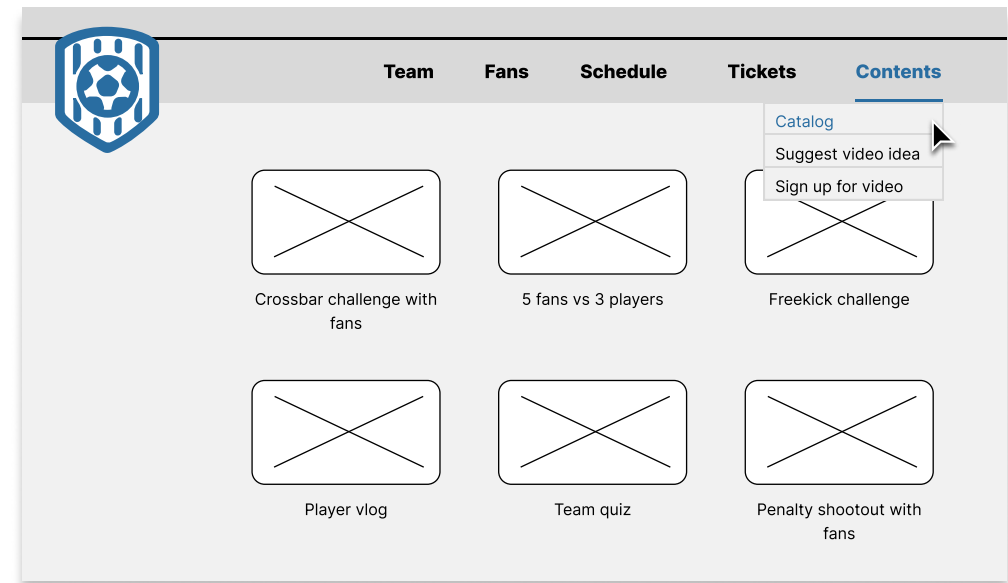 Team Fans Schedule Tickets Contents
Catalog
Suggest video idea
Sign up for video
Crossbar challenge with
fans
5 fans vs 3 players
Freekick challenge
Player vlog
Team quiz
Penalty shootout with
fans